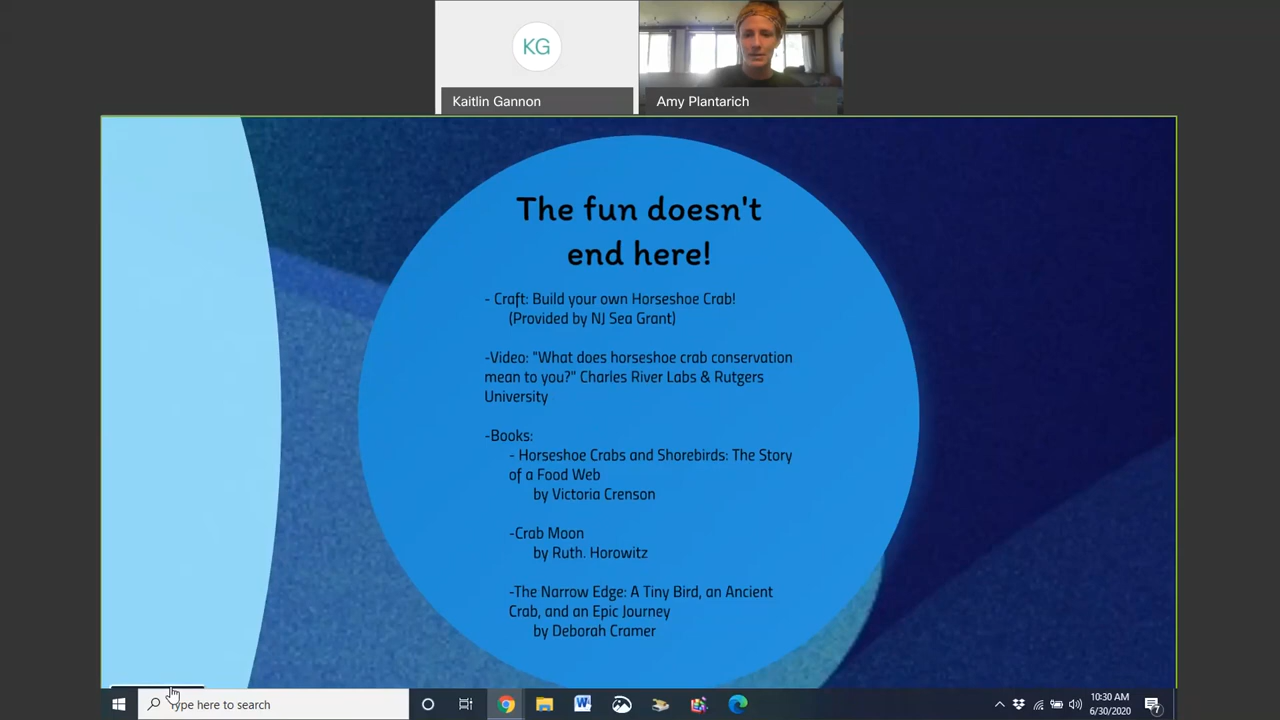 KG
Kaitlin Gannon
Amy Plantarich
The fun doesn't
end here!
- Craft: Build your own Horseshoe Crab!
(Provided by NJ Sea Grant)
-Video: "What does horseshoe crab conservation
mean to you?" Charles River Labs & Rutgers
University
-Books:
- Horseshoe Crabs and Shorebirds: The Story
of a Food Web
by Victoria Crenson
-Crab Moon
by Ruth. Horowitz
-The Narrow Edge: A Tiny Bird, an Ancient
Crab, and an Epic Journey
by Deborah Cramer
Type here to search
10:30 AM
6/30/2020
7